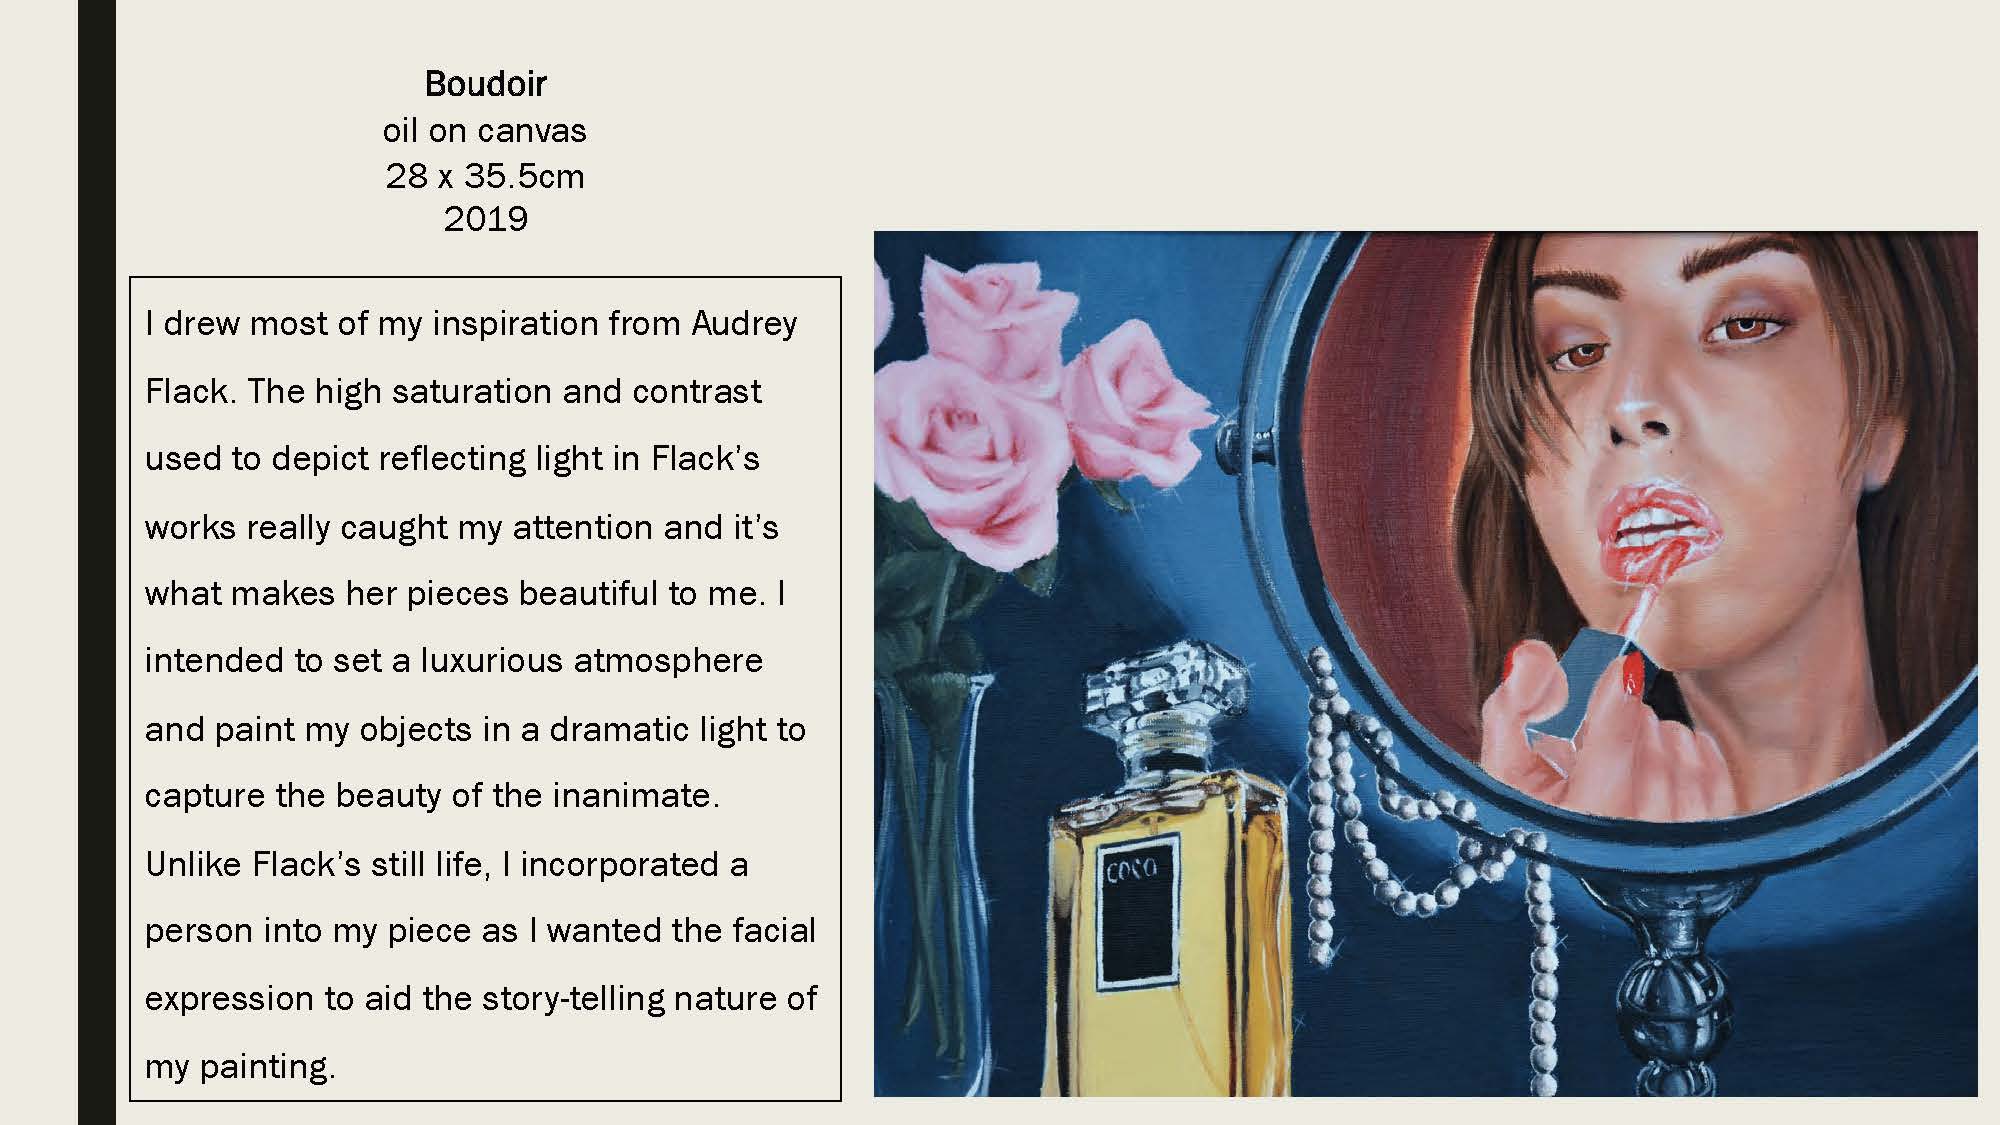 Boudoir
oil on canvas
28 x 35.5cm
2019
I drew most of my inspiration from Audrey
Flack. The high saturation and contrast
used to depict reflecting light in Flack's
works really caught my attention and it's
what makes her pieces beautiful to me. I
intended to set a luxurious atmosphere
and paint my objects in a dramatic light to
capture the beauty of the inanimate.
Unlike Flack's still life, I incorporated a
person into my piece as I wanted the facial
expression to aid the story-telling nature of
my painting.
COCO